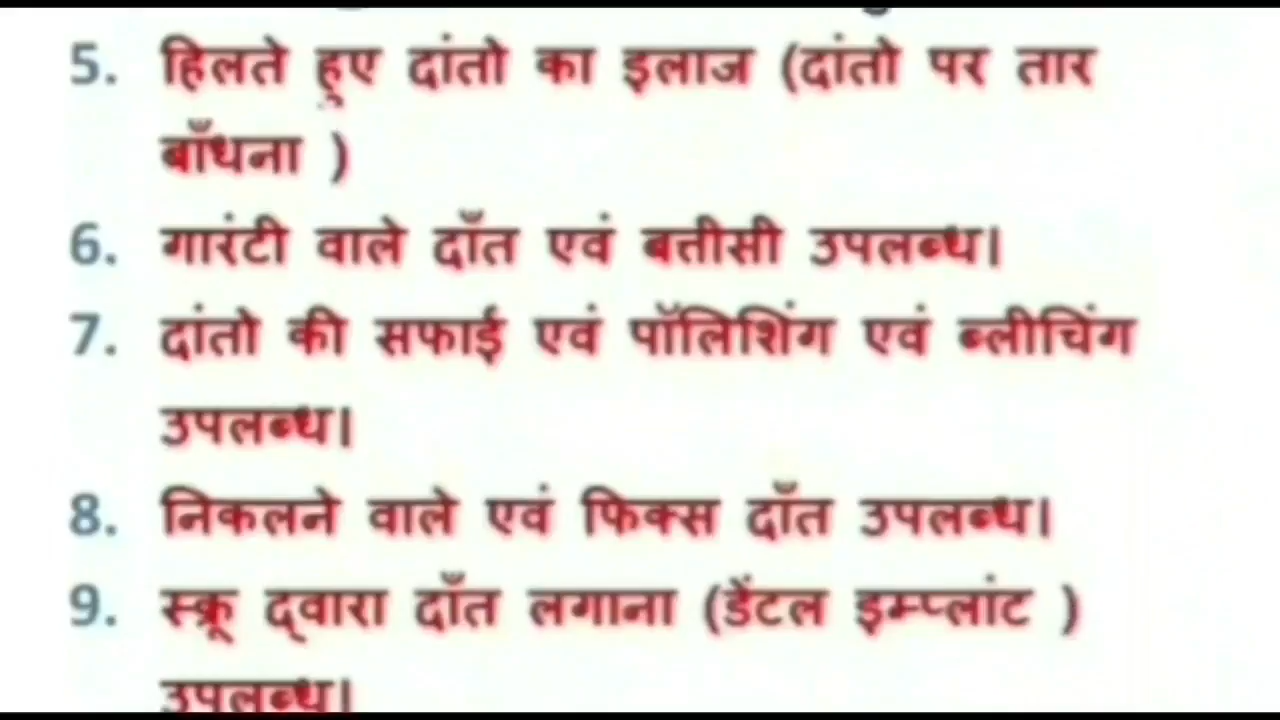 5. हिलते हुए दांतो का इलाज (दांतो पर तार
बाँधना )
6. गारंटी वाले दाँत एवं बत्तीसी उपलब्ध।
7. दांतो की सफाई एवं पॉलिशिंग एवं ब्लीचिंग
उपलब्ध।
8. निकलने वाले एवं फिक्स दाँत उपलब्ध।
9. स्क्रू द्वारा दाँत लगाना (डेंटल इम्प्लांट )
उपलब्ध।